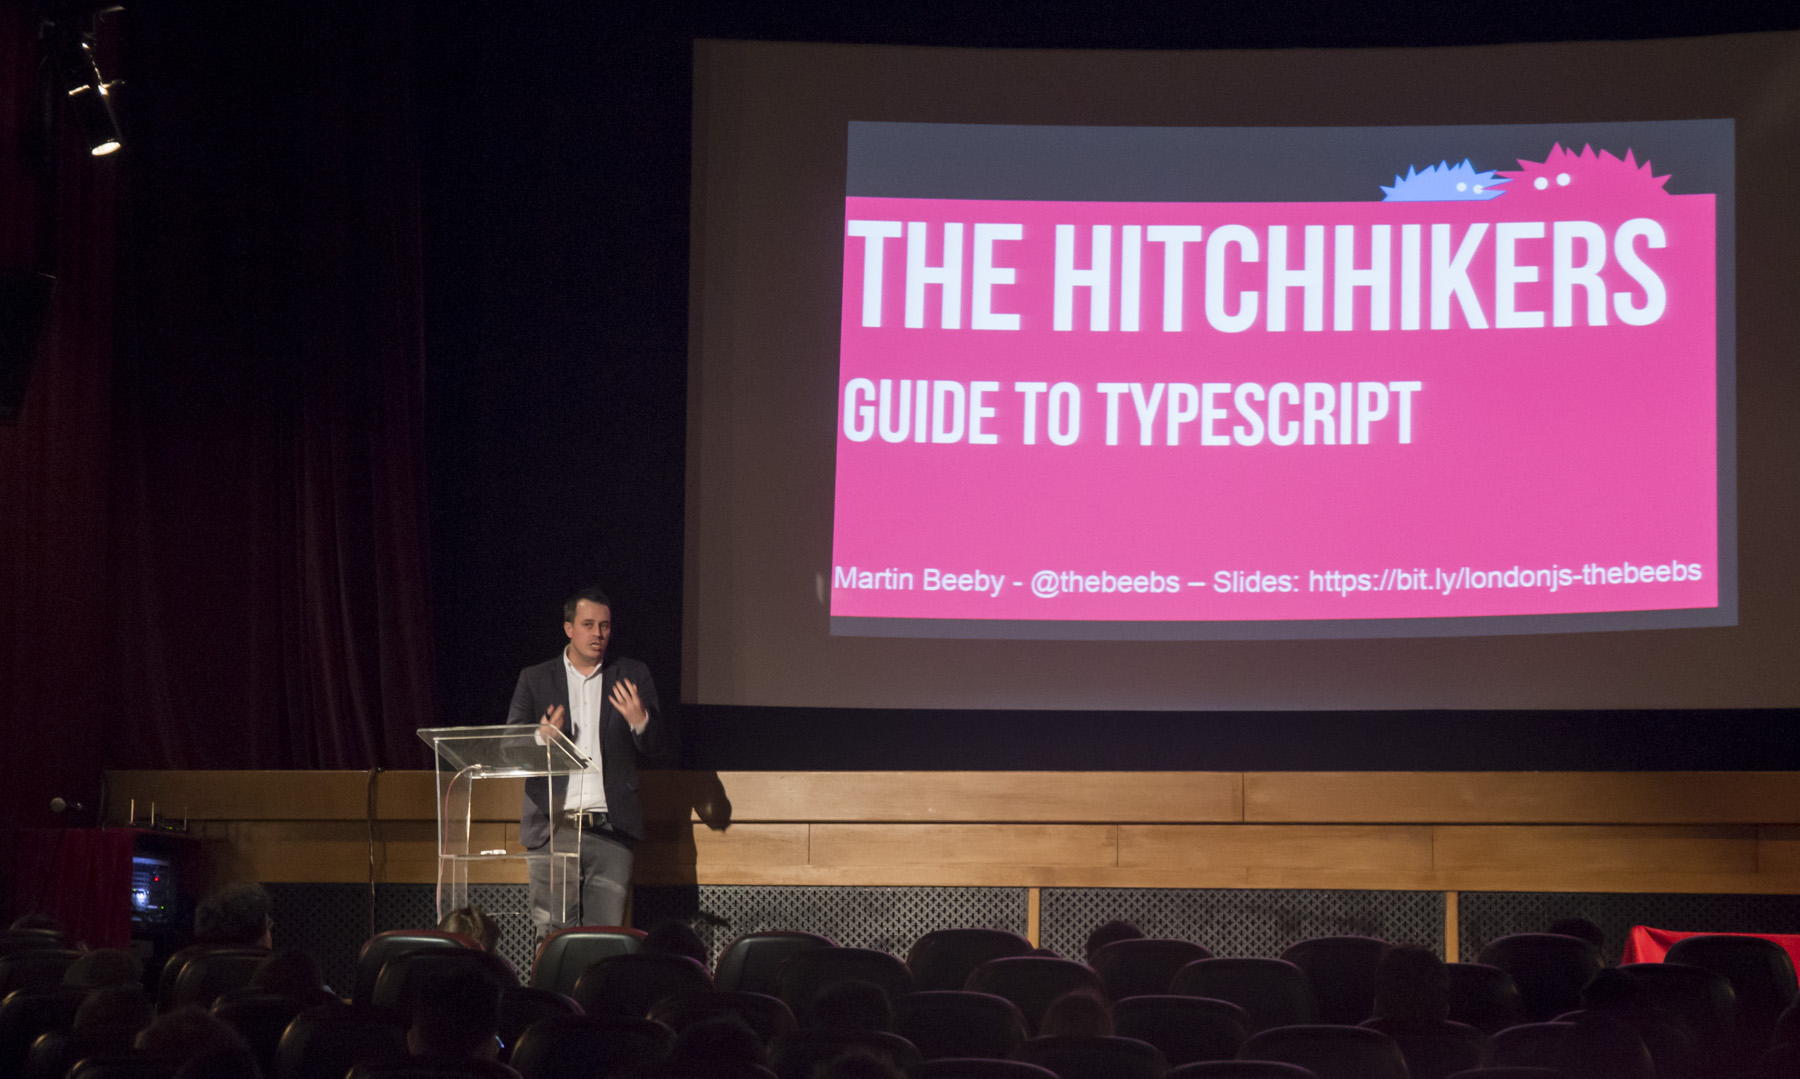 THE HITCHHIKERS
GUIDE TO TYPESCRIPT
Martin Beeby - @thebeebs – Slides: https://bit.ly/londonjs-thebeebs